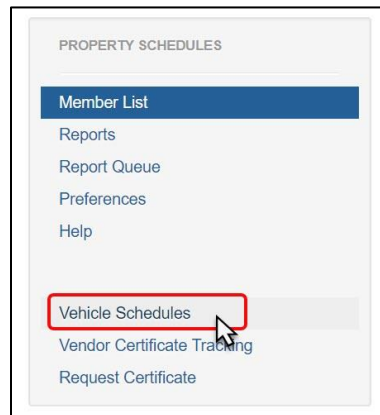 PROPERTY SCHEDULES
Member List
Reports
Report Queue
Preferences
Help
Vehicle Schedules
Vendor Certificate Tracking
Request Certificate